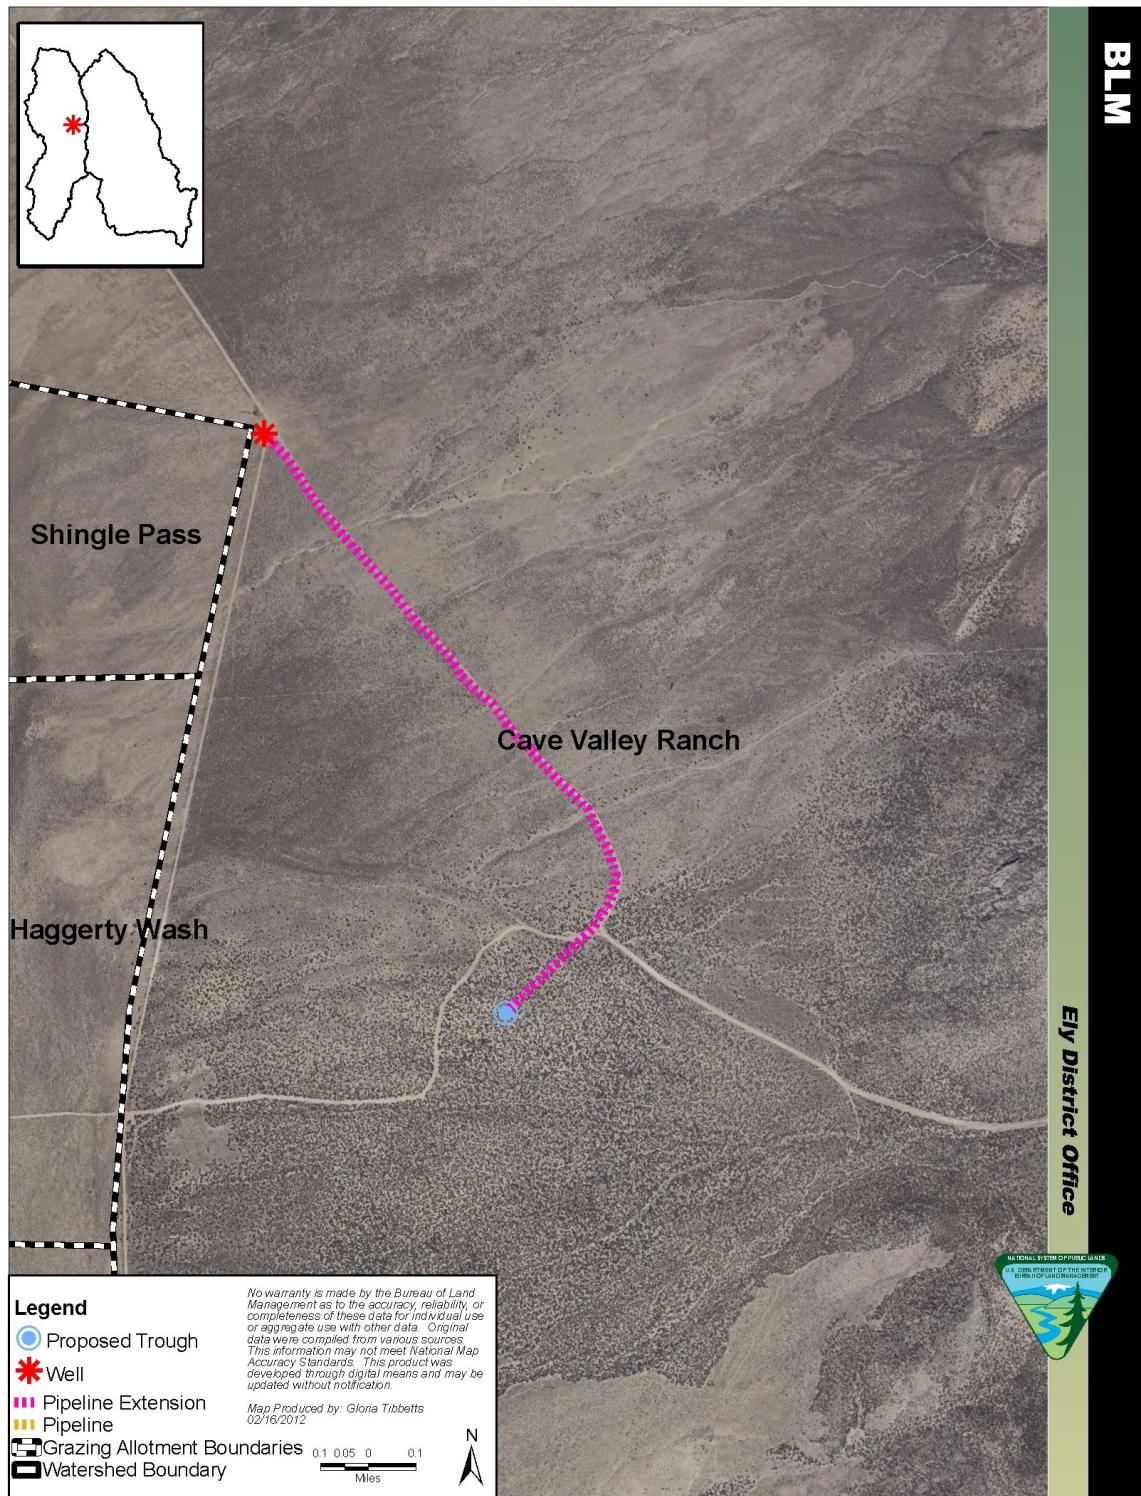 BLM
Shingle Pass
Cave Valley Ranch
Haggerty Wash
Ely District Office
NATIONAL SYSTEM OF PUBLIC LANDS
U.S. DEPARTMENT OF THE INTERIOR
BUREAU OF LAND MANAGEMENT
Legend
Proposed Trough
Well
Pipeline Extension
Pipeline
Grazing Allotment Boundaries
Watershed Boundary
No warranty is made by the Bureau of Land
Management as to the accuracy, reliability, or
completeness of these data for individual use
or aggregate use with other data. Original
data were compiled from various sources.
This information may not meet National Map
Accuracy Standards. This product was
developed through digital means and may be
updated without notification.
Map Produced by: Gloria Tibbetts
02/16/2012
0.1 0.05 0 0.1
Miles
N